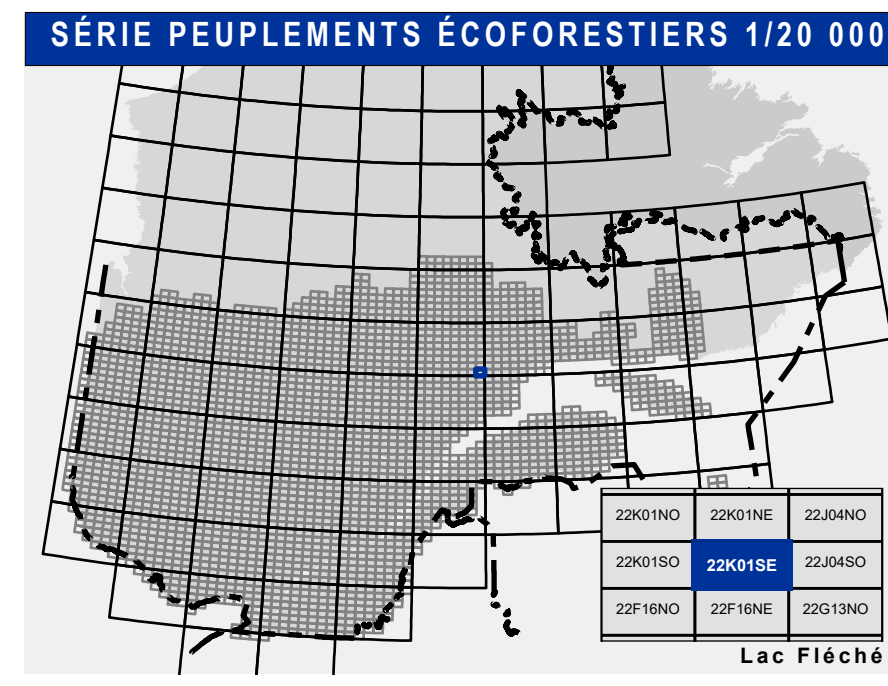 SÉRIE PEUPLEMENTS ÉCOFORESTIERS 1/20 000
22K01NO 22K01NE 22J04NO
22K01SO 22K01SE 22J04SO
22F16NO 22F16NE 22G13NO
Lac Fléché